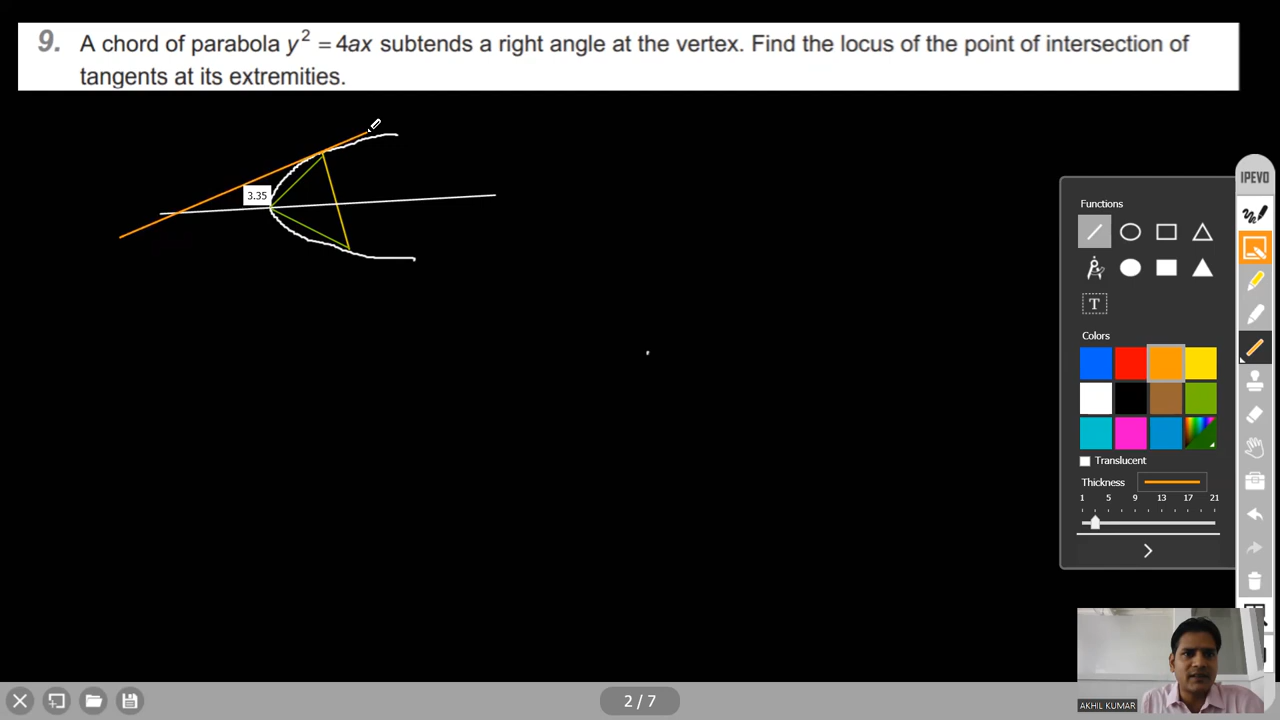 9. A chord of parabola y² = 4ax subtends a right angle at the vertex. Find the locus of the point of intersection of
tangents at its extremities.
3.35
IPEVO
Functions
T
Colors
Translucent
Thickness
1 5 9 13 17 21
2 / 7
AKHIL KUMAR